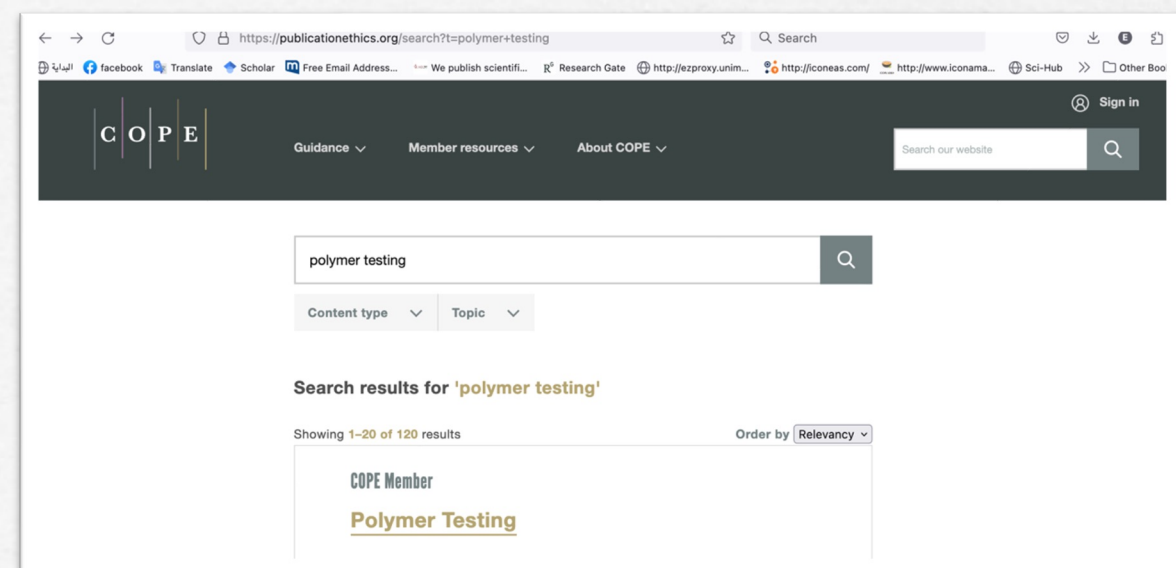 https://publicationethics.org/search?t=polymer+testing Search
البداية facebook Translate Scholar Free Email Address... We publish scientifi... Research Gate http://ezproxy.unim... http://iconeas.com/ http://www.iconama... Sci-Hub Other Boo
Sign in
COPE
Guidance Member resources About COPE Search our website
polymer testing
Content type Topic
Search results for 'polymer testing'
Showing 1–20 of 120 results Order by Relevancy
COPE Member
Polymer Testing